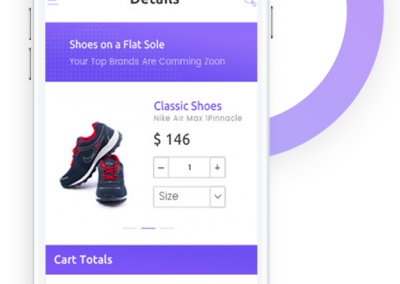 Details
Shoes on a Flat Sole
Your Top Brands Are Comming Zoon
Classic Shoes
Nike Air Max !Pinnacle
$ 146
– 1 +
Size
Cart Totals